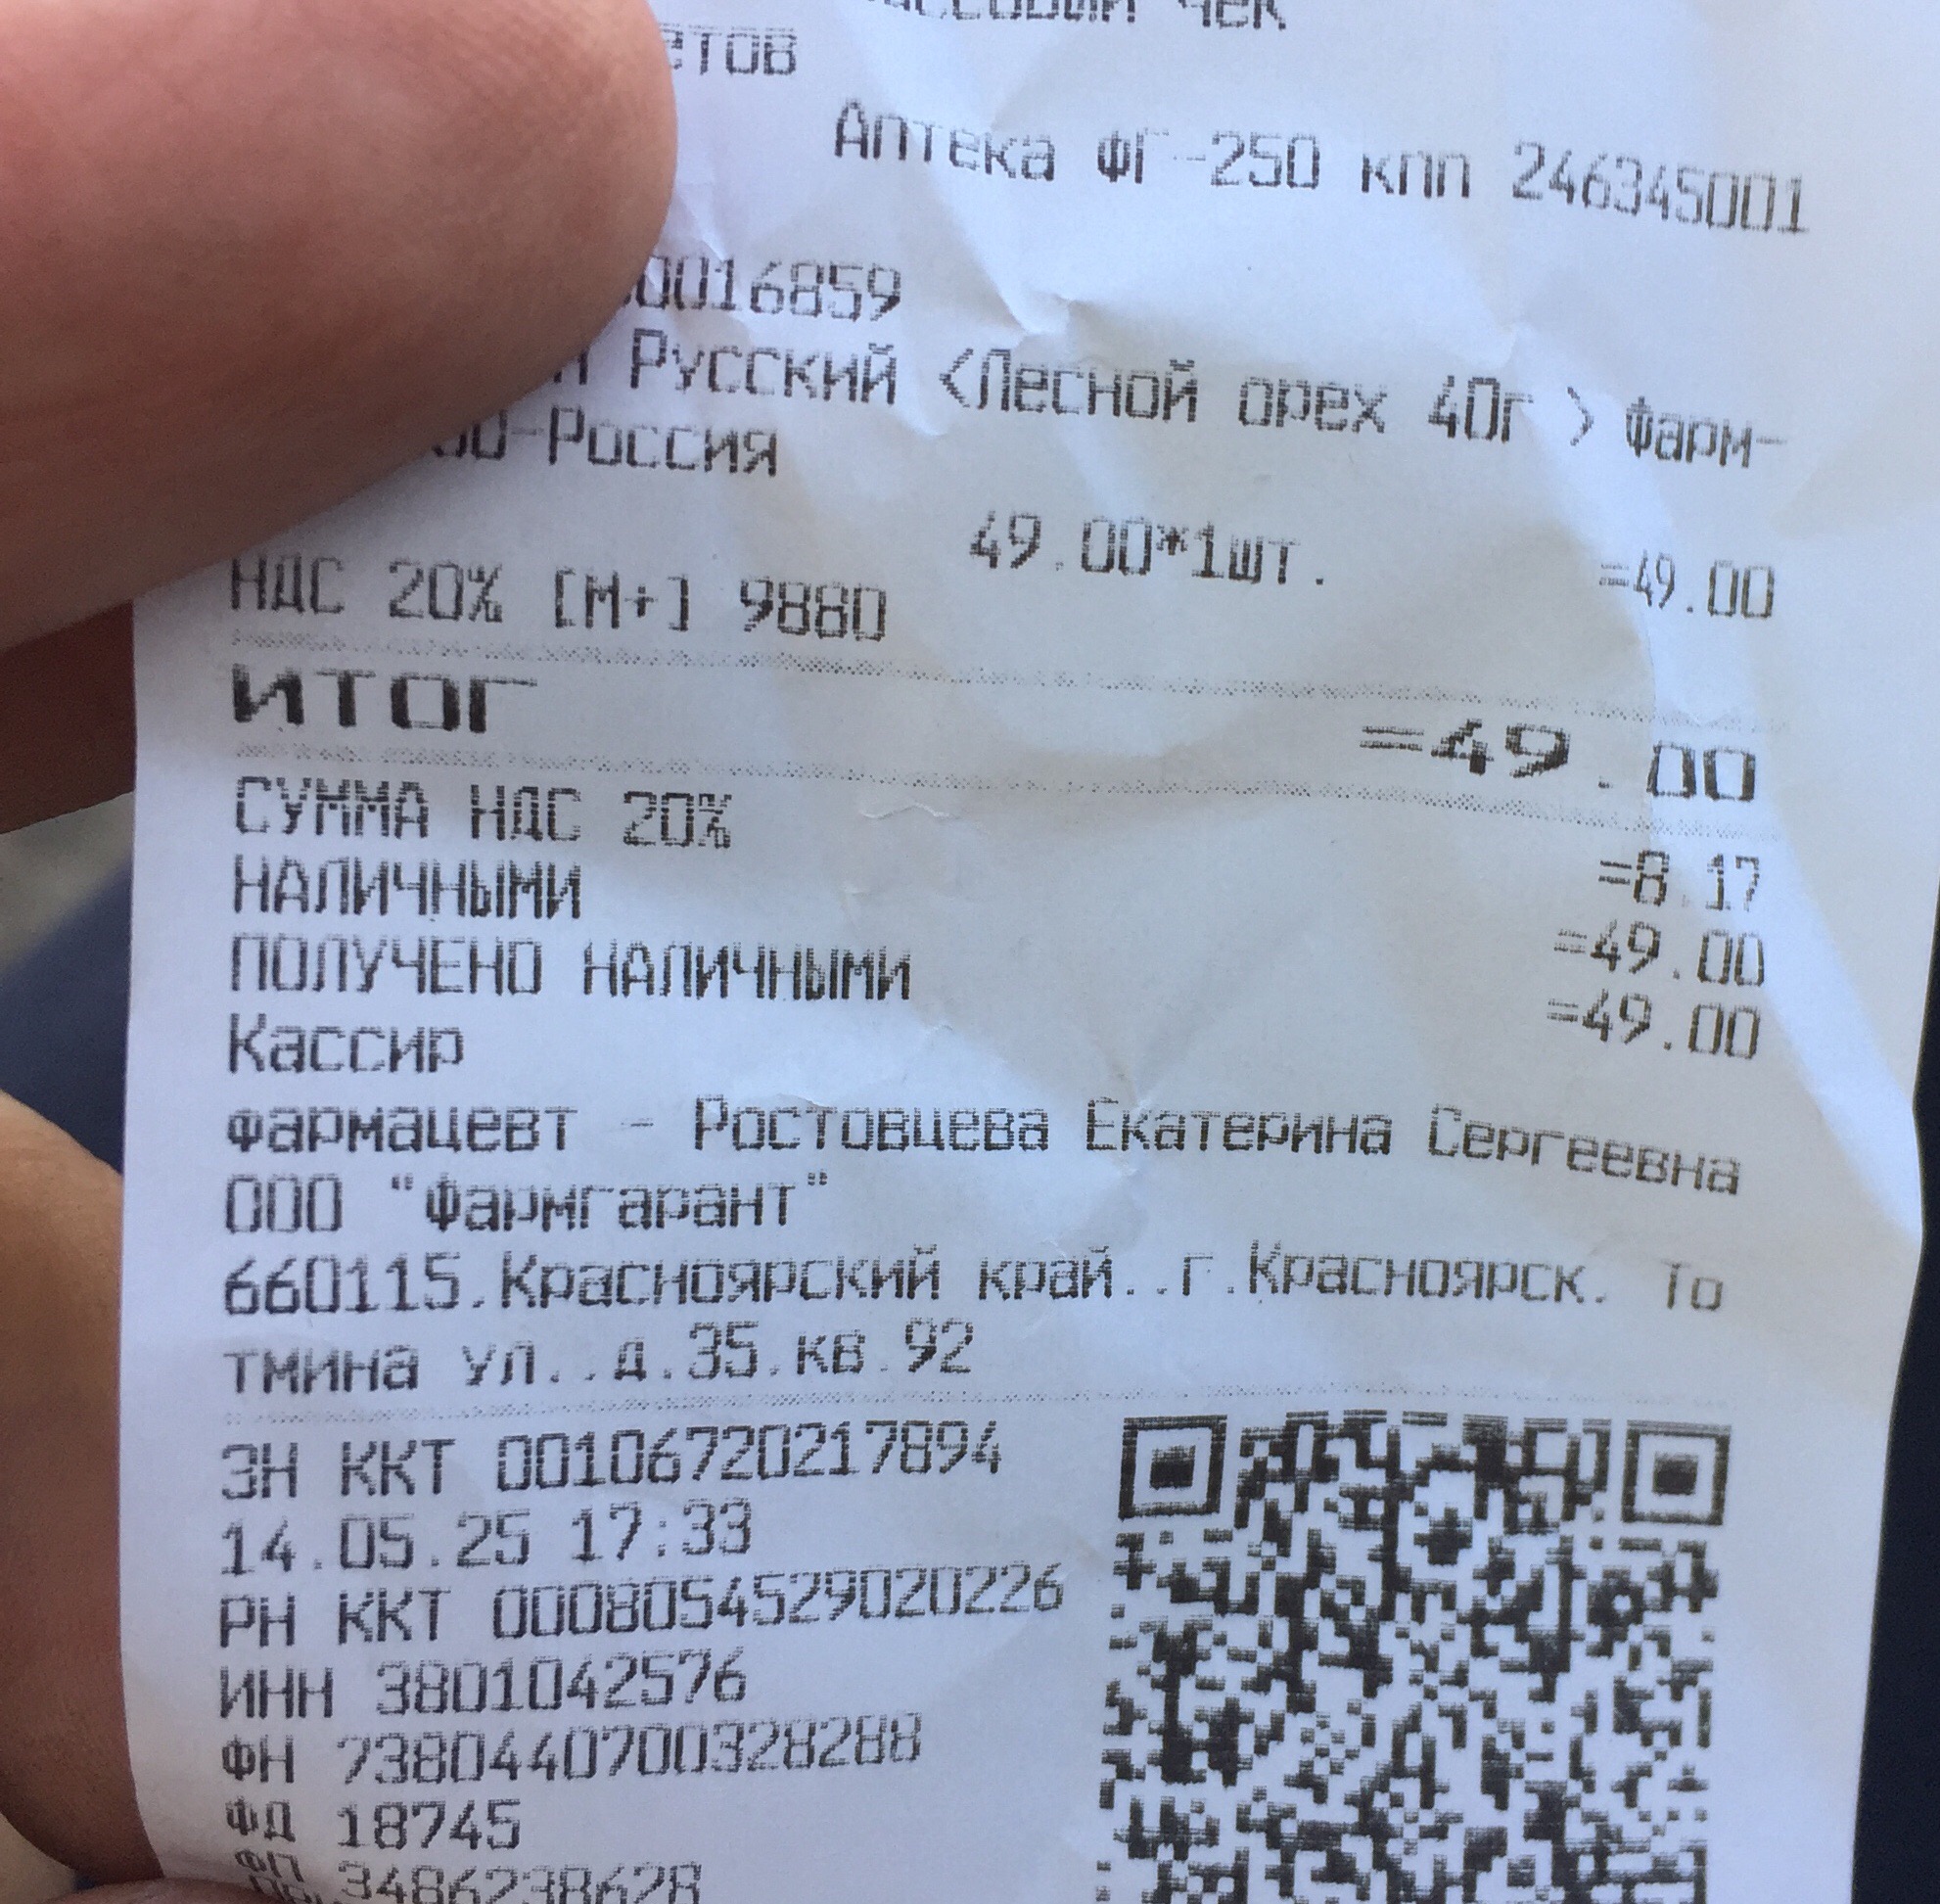 чек
Аптека ФГ-250 кпп 246345001
Русский <Лесной орех 40г > Фарм-
49.00*1шт. =49.00
НДС 20% [М+] 9880
ИТОГ =49.00
СУММА НДС 20% =8.17
НАЛИЧНЫМИ =49.00
ПОЛУЧЕНО НАЛИЧНЫМИ =49.00
Кассир
фармацевт - Ростовцева Екатерина Сергеевна
ООО "Фармгарант"
660115.Красноярский край..г.Красноярск. То
тмина ул..д.35.кв.92
ЗН ККТ 00106720217894
14.05.25 17:33
РН ККТ 0008054529020226
ИНН 3801042576
ФН 7380440700328288
ФД 18745
ФП 3486238628